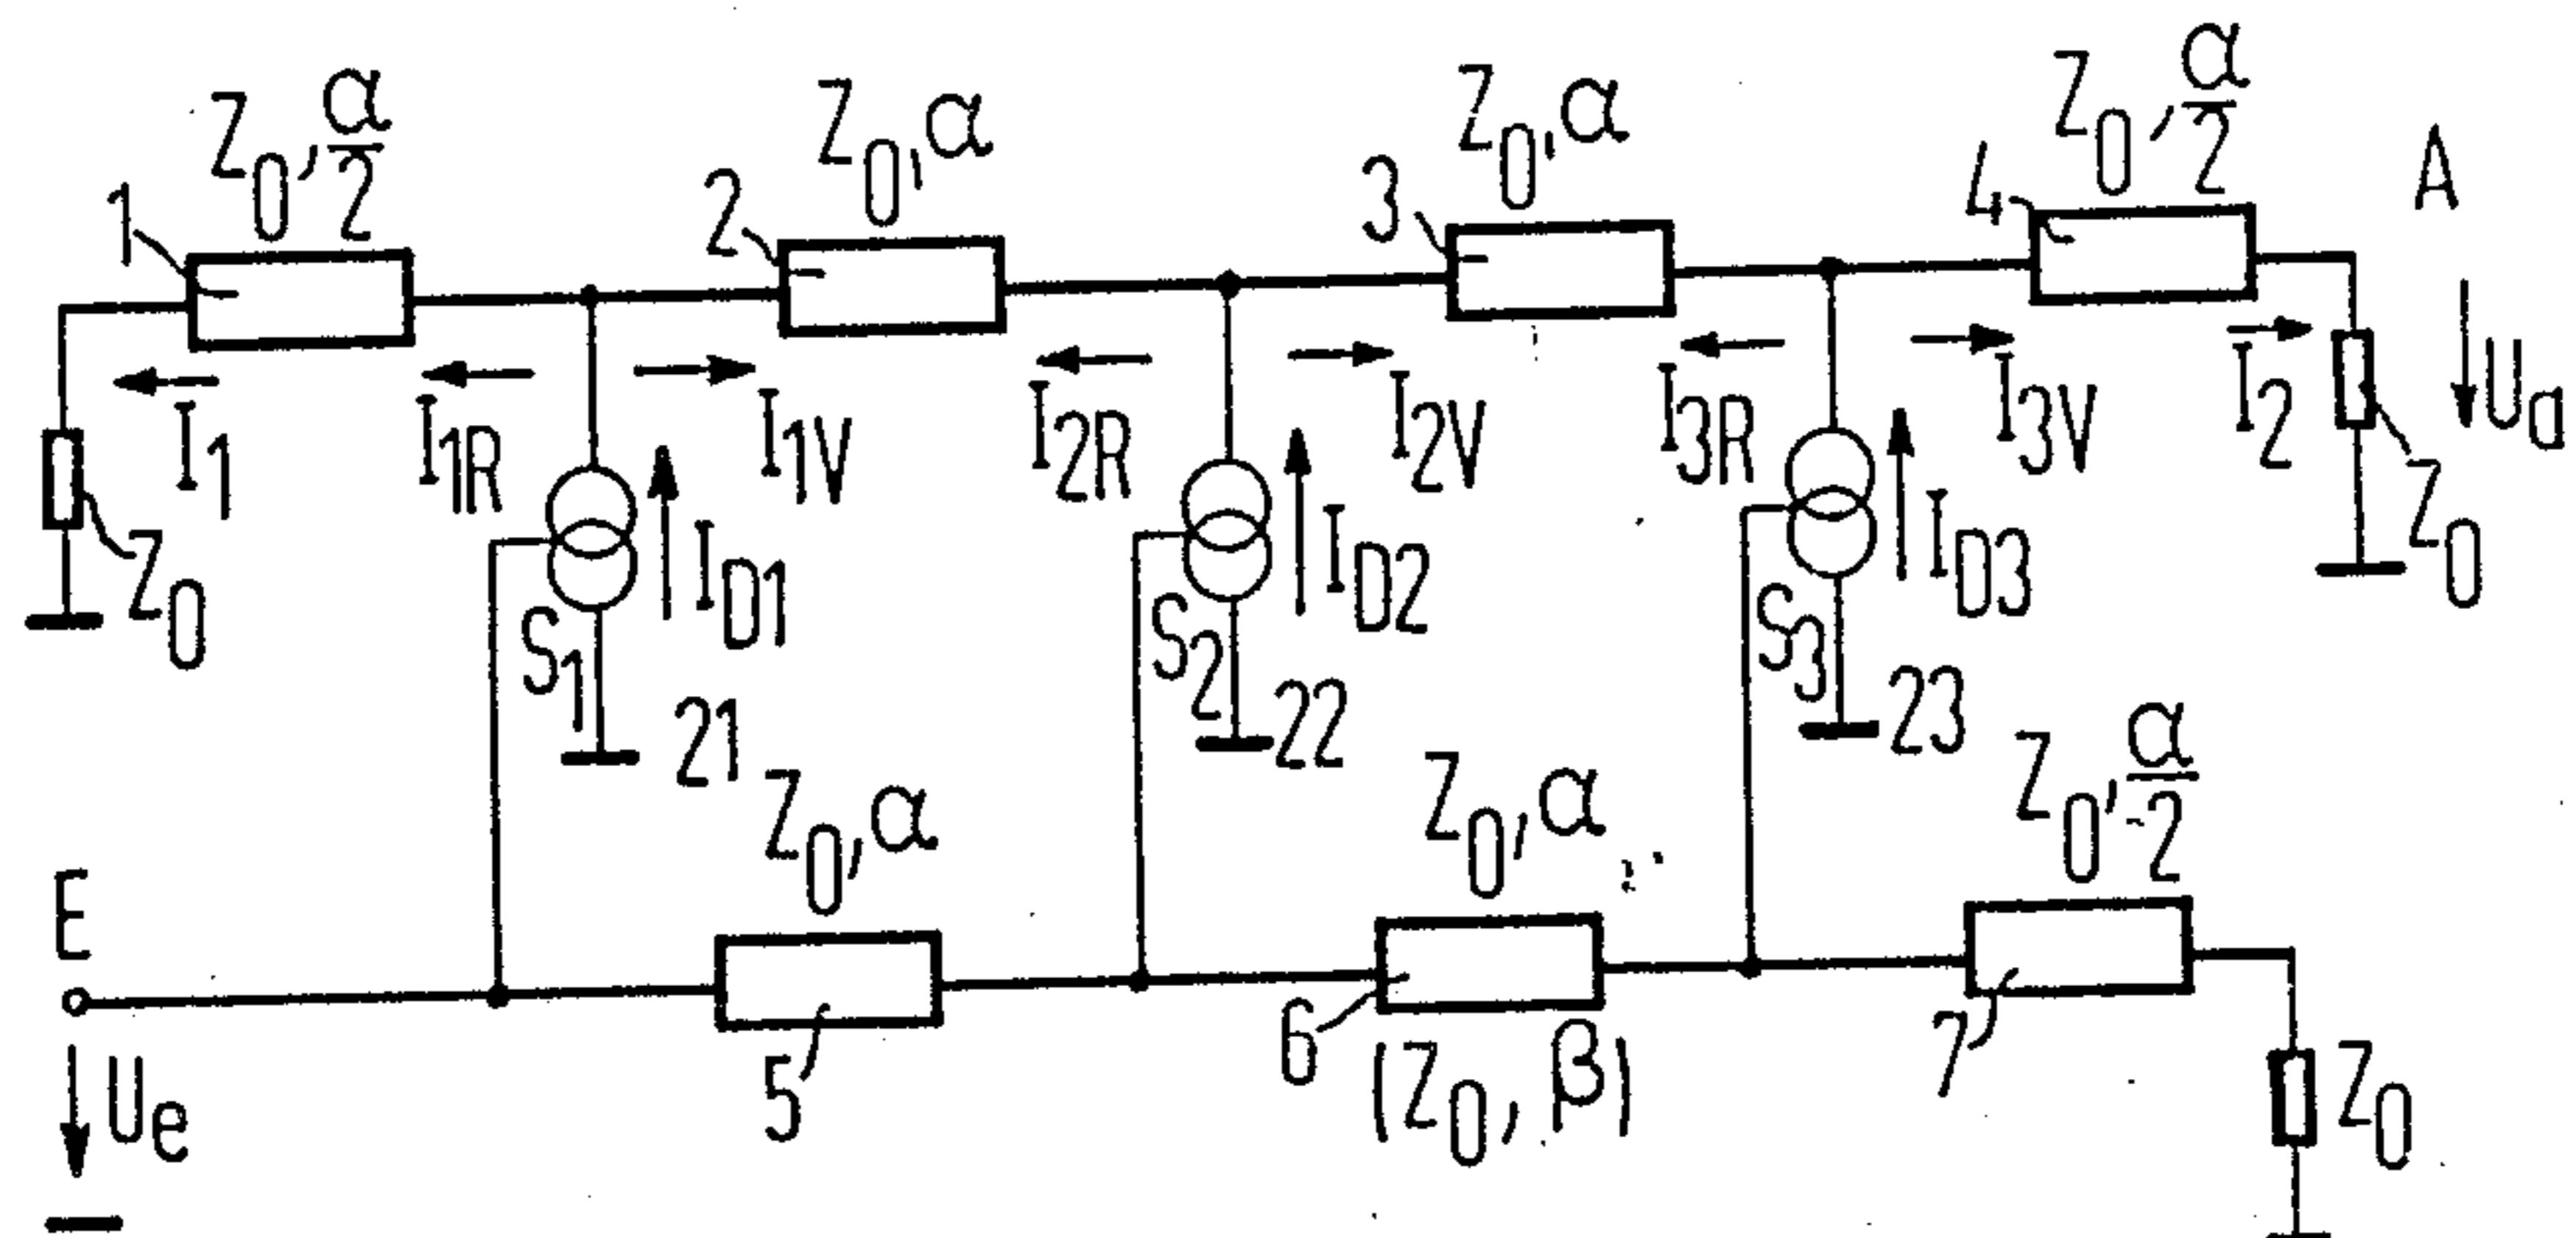 1 Z0, α/2
2 Z0, α
3 Z0, α
4 Z0, α/2
A
I1
I1R
I1V
I2R
I2V
I3R
I3V
I2
Ua
Z0
Z0
S1
ID1
21
S2
ID2
22
S3
ID3
23
E
Ue
Z0, α
5
Z0, α
6
(Z0, β)
Z0, α/2
7
Z0